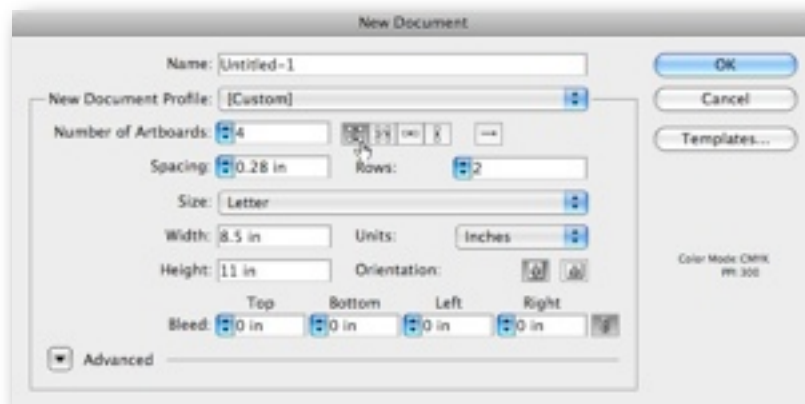 New Document
Name: Untitled-1
OK
New Document Profile: [Custom]
Cancel
Number of Artboards: 4
Templates...
Spacing: 0.28 in Rows: 2
Size: Letter
Width: 8.5 in Units: Inches
Height: 11 in Orientation:
Color Mode: CMYK
PPI: 300
Top Bottom Left Right
Bleed: 0 in 0 in 0 in 0 in
Advanced